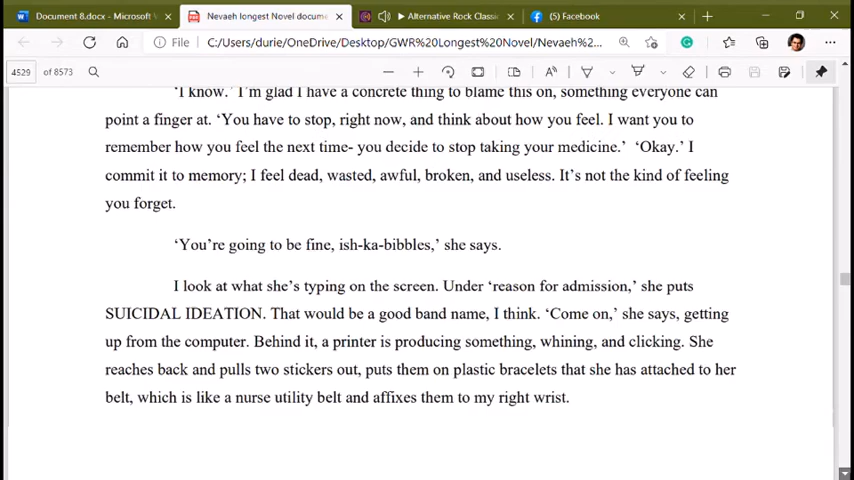 Document 8.docx - Microsoft W
Nevaeh longest Novel docume
Alternative Rock Classic
(5) Facebook
File
C:/Users/durie/OneDrive/Desktop/GWR%20Longest%20Novel/Nevaeh%2...
4529 of 8573
'I know.' I'm glad I have a concrete thing to blame this on, something everyone can
point a finger at. 'You have to stop, right now, and think about how you feel. I want you to
remember how you feel the next time- you decide to stop taking your medicine.' 'Okay.' I
commit it to memory; I feel dead, wasted, awful, broken, and useless. It's not the kind of feeling
you forget.
'You're going to be fine, ish-ka-bibbles,' she says.
I look at what she's typing on the screen. Under 'reason for admission,' she puts
SUICIDAL IDEATION. That would be a good band name, I think. 'Come on,' she says, getting
up from the computer. Behind it, a printer is producing something, whining, and clicking. She
reaches back and pulls two stickers out, puts them on plastic bracelets that she has attached to her
belt, which is like a nurse utility belt and affixes them to my right wrist.